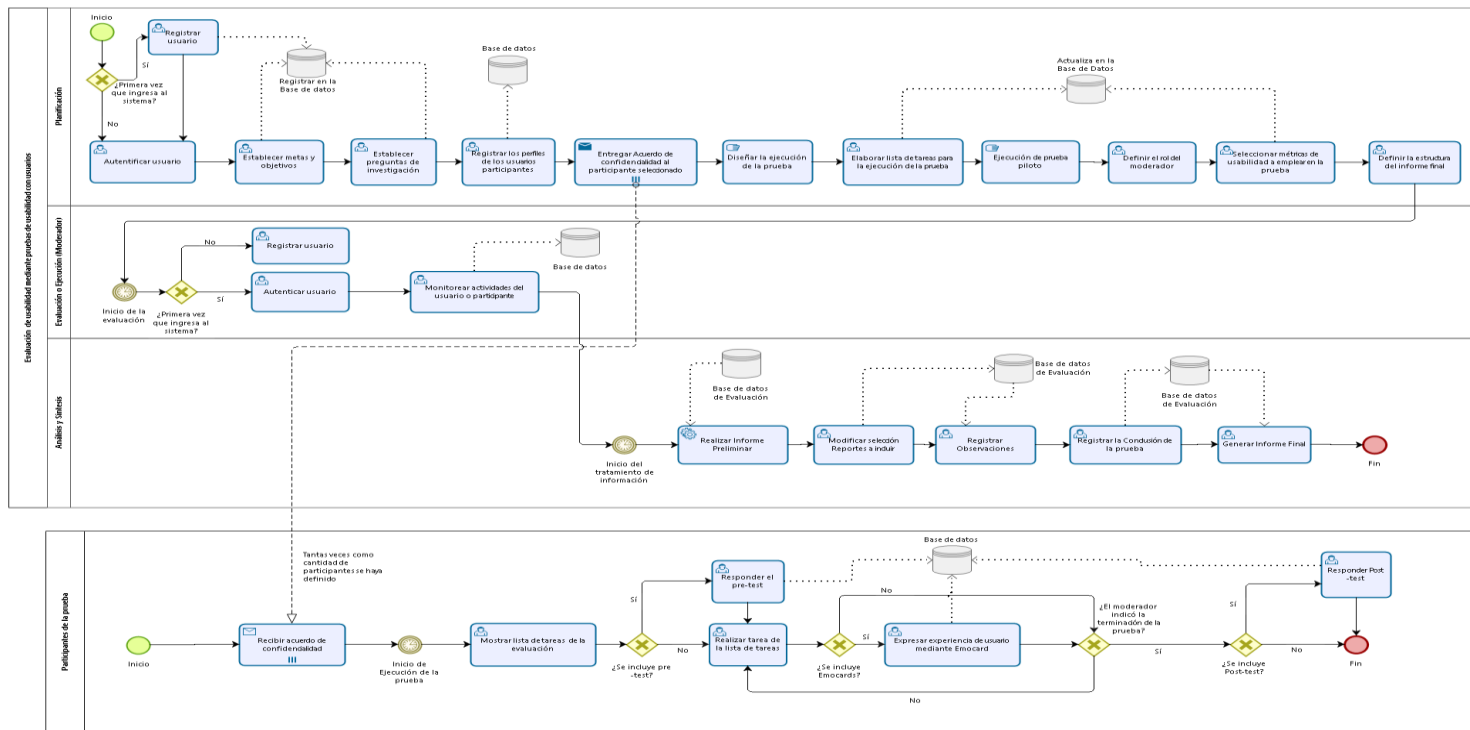 Evaluación de usabilidad mediante pruebas de usabilidad con usuarios
Planificación
Inicio
Registrar
usuario
Sí
¿Primera vez
que ingresa al
sistema?
No
Registrar en la
Base de datos
Base de datos
Actualiza en la
Base de Datos
Autentificar usuario
Establecer metas y
objetivos
Establecer
preguntas de
investigación
Registrar los perfiles
de los usuarios
participantes
Entregar Acuerdo de
confidendalidad al
participante seleccionado
Diseñar la ejecución
de la prueba
Elaborar lista de tareas para
la ejecución de la prueba
Ejecución de prueba
piloto
Definir el rol del
moderador
Seleccionar métricas de
usabilidad a emplear en la
prueba
Definir la estructura
del informe final
Evaluación o Ejecución (Moderador)
No
Registrar usuario
Base de datos
Inicio de la
evaluación
Sí
¿Primera vez
que ingresa al
sistema?
Autenticar usuario
Monitorear actividades del
usuario o participante
Análisis y Síntesis
Base de datos
de Evaluación
Base de datos
de Evaluación
Base de datos
de Evaluación
Inicio del
tratamiento de
información
Realizar Informe
Preliminar
Modificar selección
Reportes a induir
Registrar
Observaciones
Registrar la Condusión de
la prueba
Generar Informe Final
Fin
Participantes de la prueba
Tantas veces como
cantidad de
participantes se haya
definido
Inicio
Recibir acuerdo de
confidendalidad
Inicio de
Ejecución de la
prueba
Mostrar lista de tareas de la
evaluación
Sí
¿Se incluye pre
-test?
No
Responder el
pre-test
Realizar tarea de
la lista de tareas
Base de datos
No
Sí
¿Se incluye
Emocards?
Expresar experiencia de usuario
mediante Emocard
¿El moderador
indicó la
terminación de la
prueba?
No
Sí
Sí
¿Se incluye
Post-test?
No
Responder Post
-test
Fin